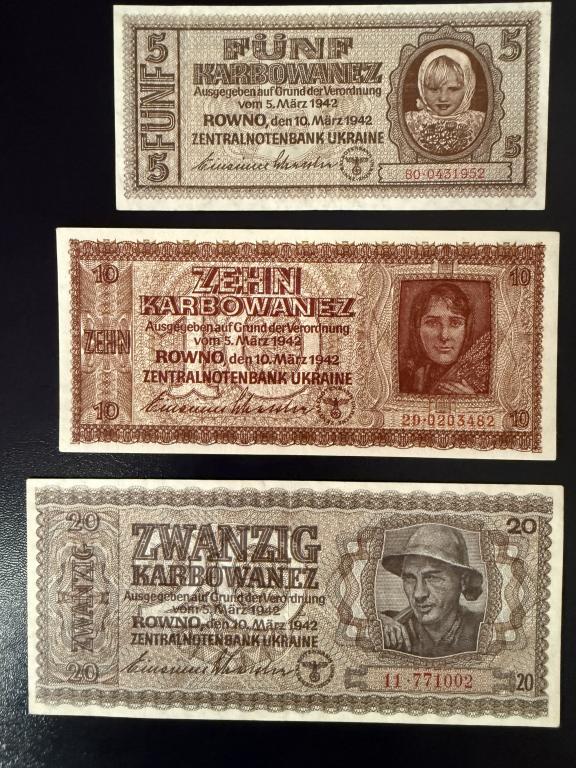 5 FÜNF 5
FÜNF
KARBOWANEZ
Ausgegeben auf Grund der Verordnung
vom 5. März 1942
ROWNO, den 10. März 1942
ZENTRALNOTENBANK UKRAINE
5
5
80·0431952
10
ZEHN
10
ZEHN
KARBOWANEZ
Ausgegeben auf Grund der Verordnung
vom 5. März 1942
ROWNO, den 10. März 1942
ZENTRALNOTENBANK UKRAINE
10
20·0203482
10
20
ZWANZIG
20
ZWANZIG
KARBOWANEZ
Ausgegeben auf Grund der Verordnung
vom 5. März 1942
ROWNO, den 10. März 1942
ZENTRALNOTENBANK UKRAINE
20
11·771002
20